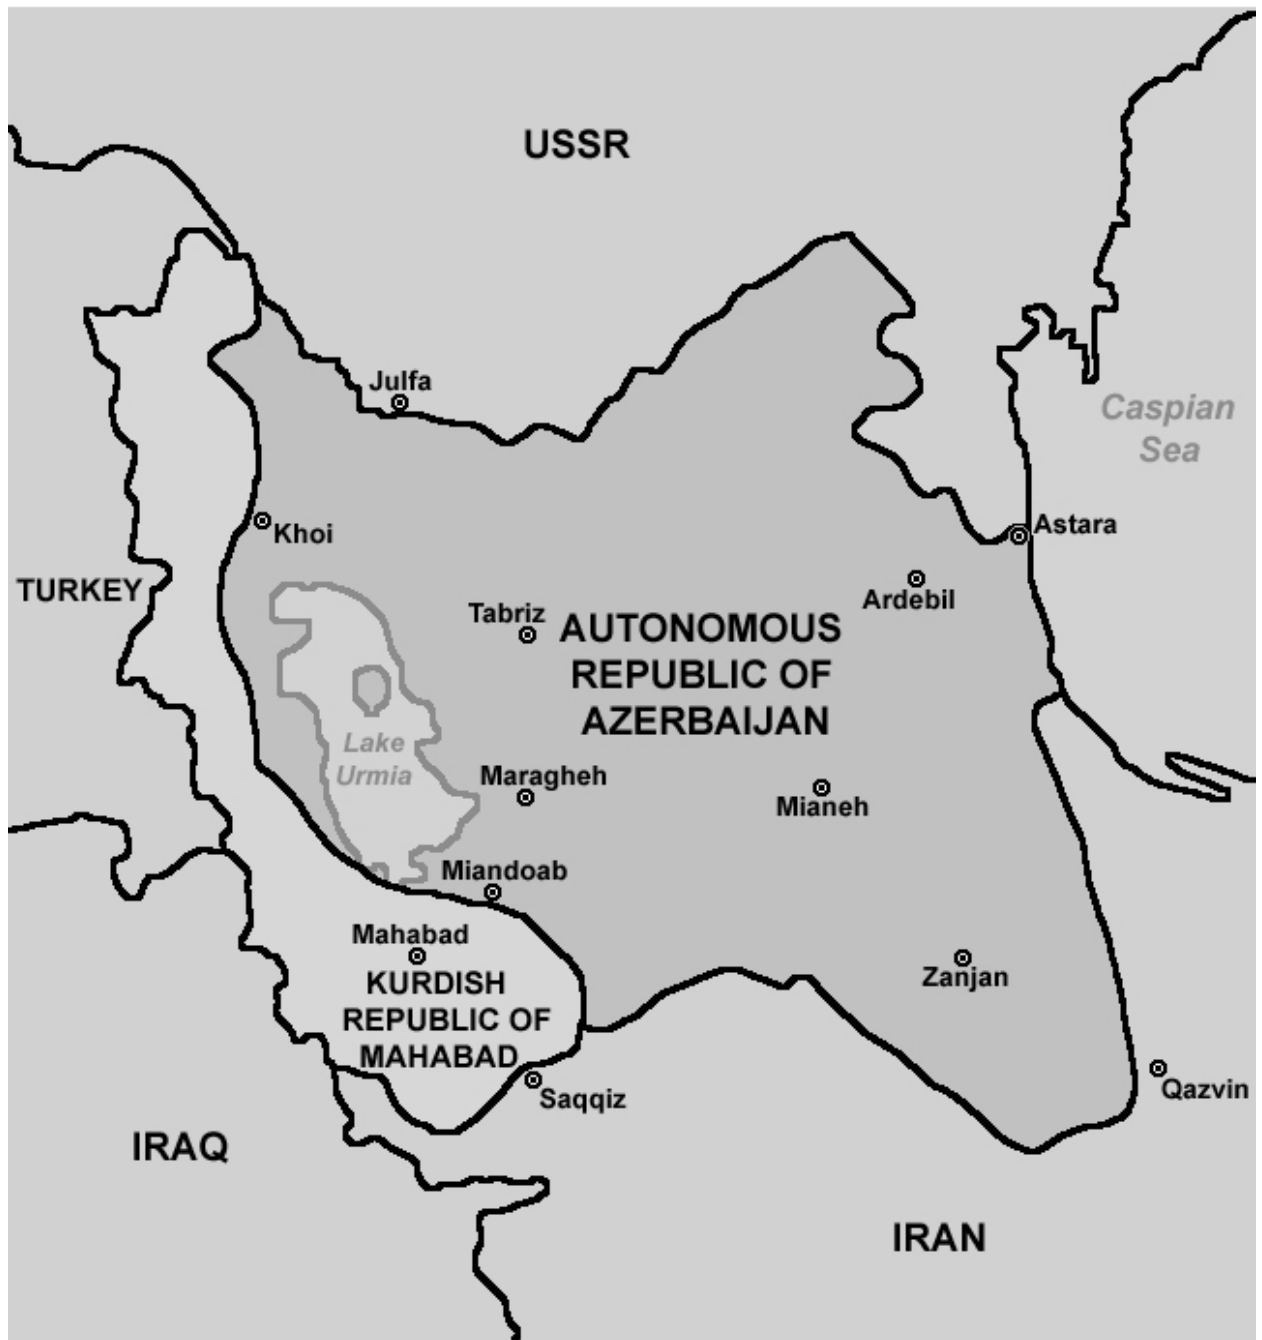 USSR
Julfa
Caspian
Sea
Khoi
Astara
TURKEY
Ardebil
Tabriz
AUTONOMOUS
REPUBLIC OF
AZERBAIJAN
Lake
Urmia
Maragheh
Mianeh
Miandoab
Mahabad
KURDISH
REPUBLIC OF
MAHABAD
Zanjan
Saqqiz
Qazvin
IRAQ
IRAN